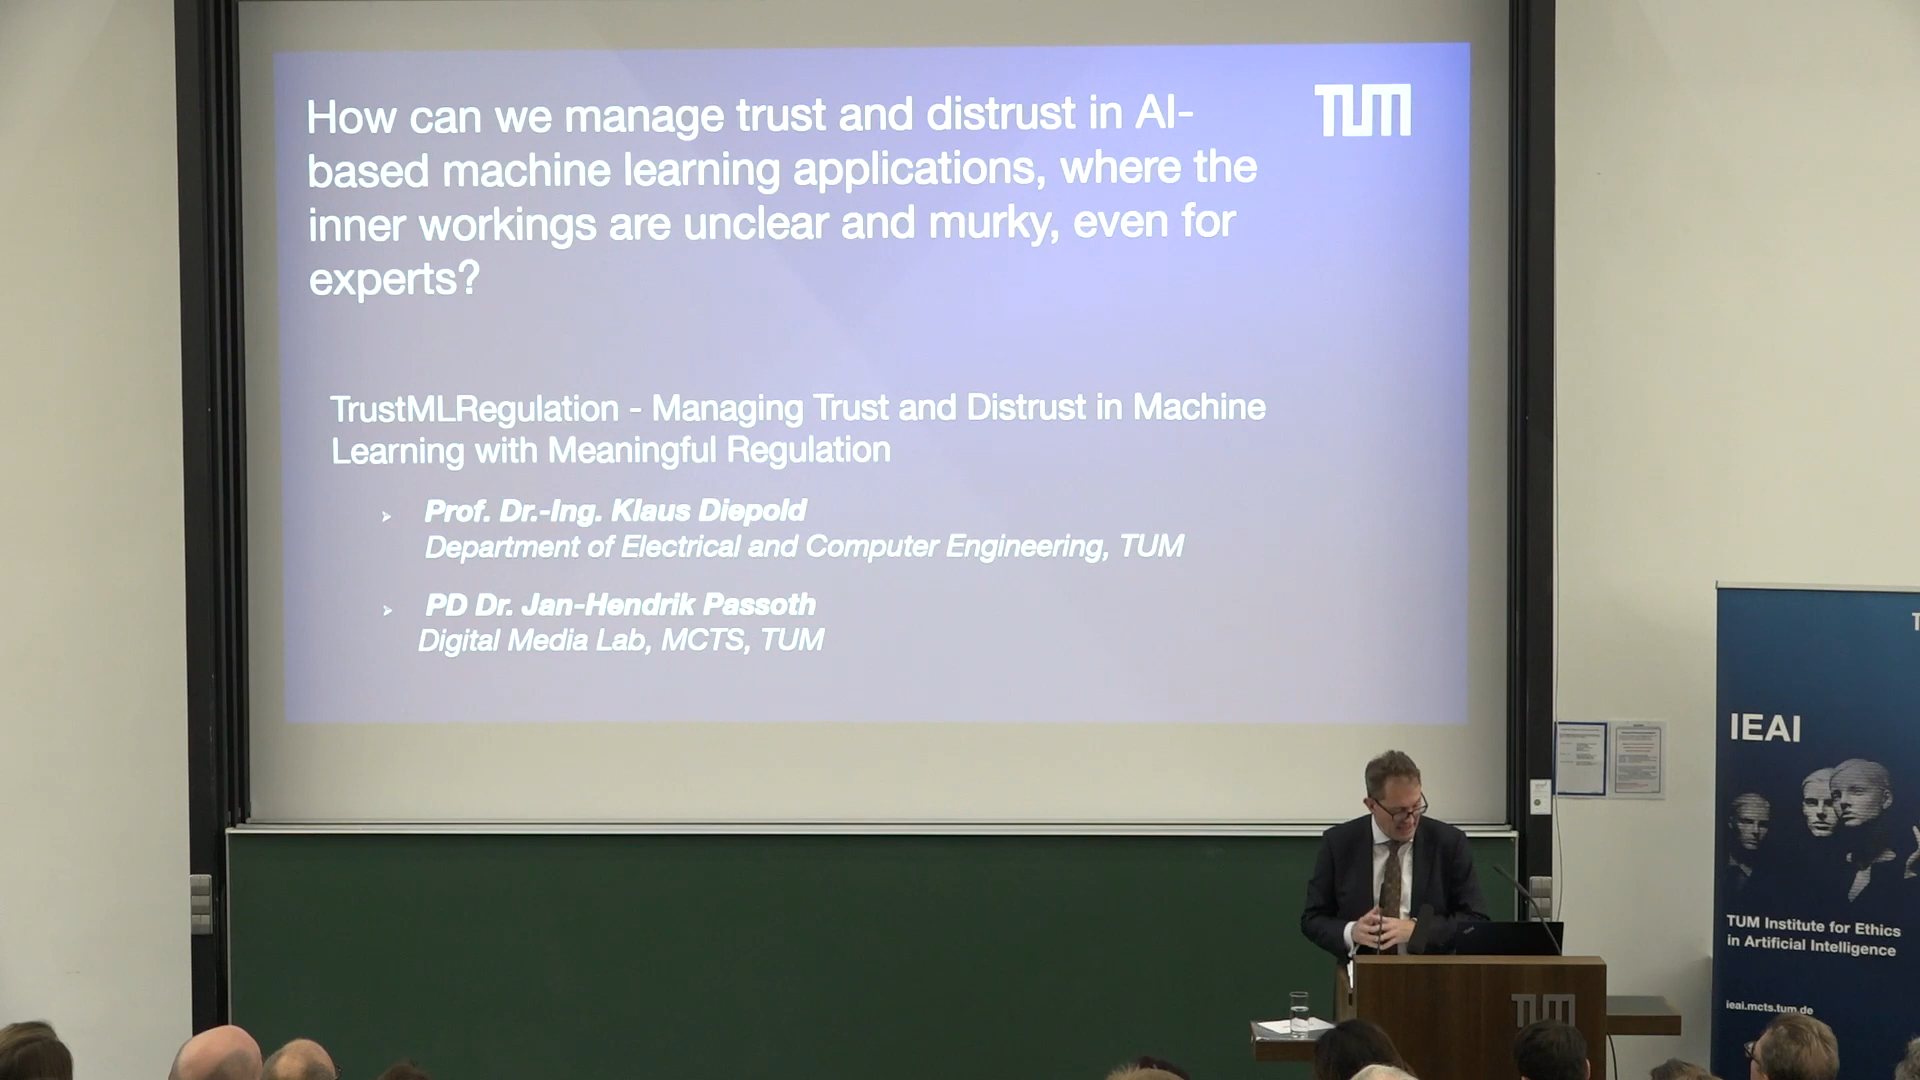 How can we manage trust and distrust in AI-
based machine learning applications, where the
inner workings are unclear and murky, even for
experts?
TUM
TrustMLRegulation - Managing Trust and Distrust in Machine
Learning with Meaningful Regulation
Prof. Dr.-Ing. Klaus Diepold
Department of Electrical and Computer Engineering, TUM
PD Dr. Jan-Hendrik Passoth
Digital Media Lab, MCTS, TUM
IEAI
TUM Institute for Ethics
in Artificial Intelligence
ieai.mcts.tum.de
TUM